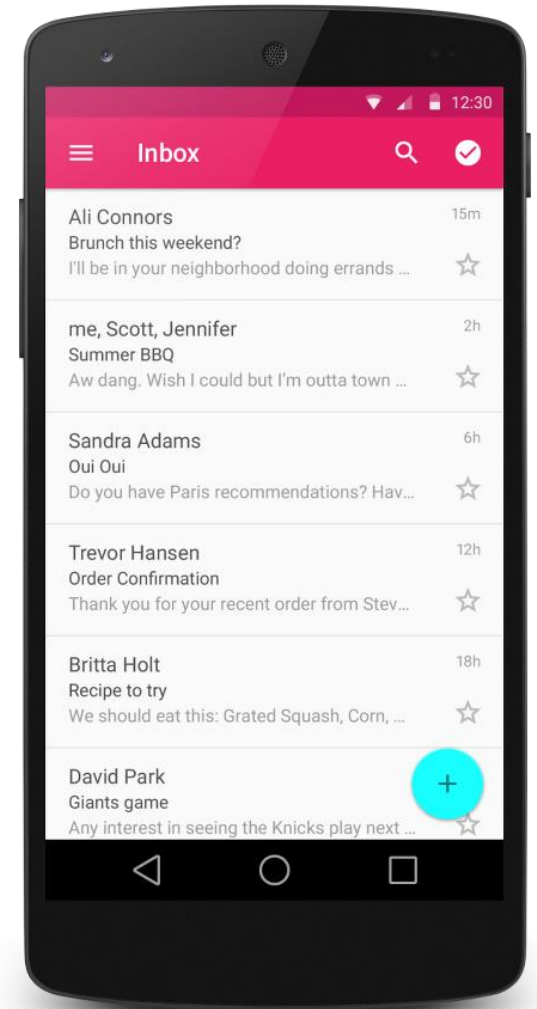 12:30
Inbox
Ali Connors 15m
Brunch this weekend?
I'll be in your neighborhood doing errands ...
me, Scott, Jennifer 2h
Summer BBQ
Aw dang. Wish I could but I'm outta town ...
Sandra Adams 6h
Oui Oui
Do you have Paris recommendations? Hav...
Trevor Hansen 12h
Order Confirmation
Thank you for your recent order from Stev...
Britta Holt 18h
Recipe to try
We should eat this: Grated Squash, Corn, ...
David Park
Giants game
Any interest in seeing the Knicks play next ...